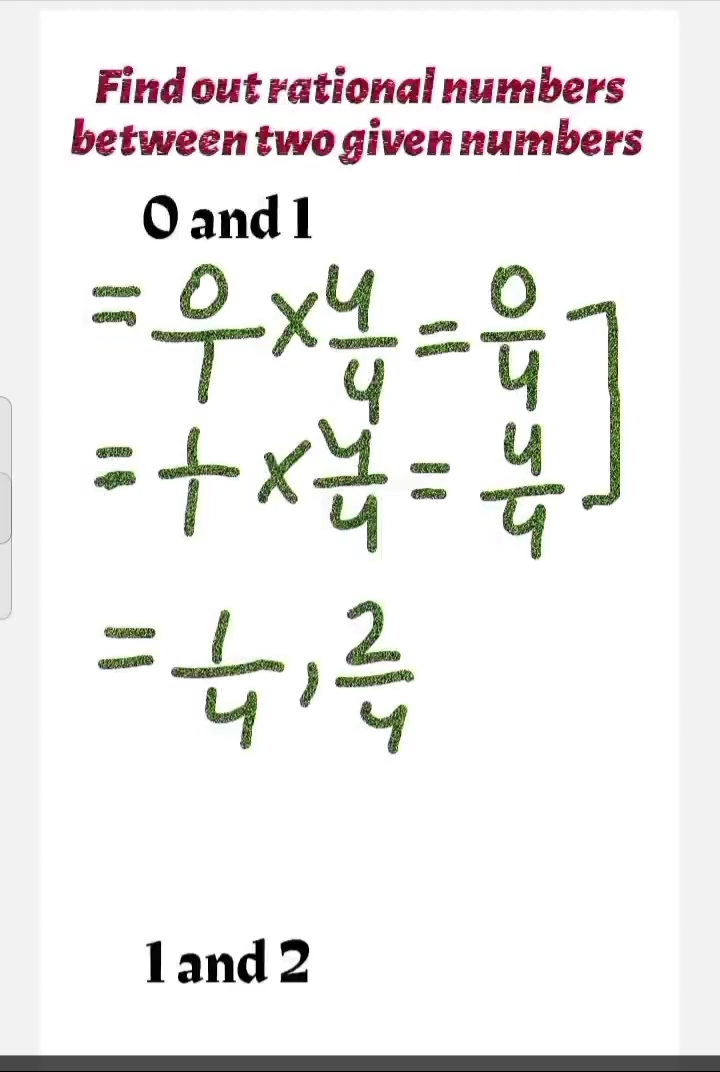 Find out rational numbers
between two given numbers
0 and 1
= 0/1 × 4/4 = 0/4 ]
= 1/1 × 4/4 = 4/4
= 1/4 , 2/4
1 and 2